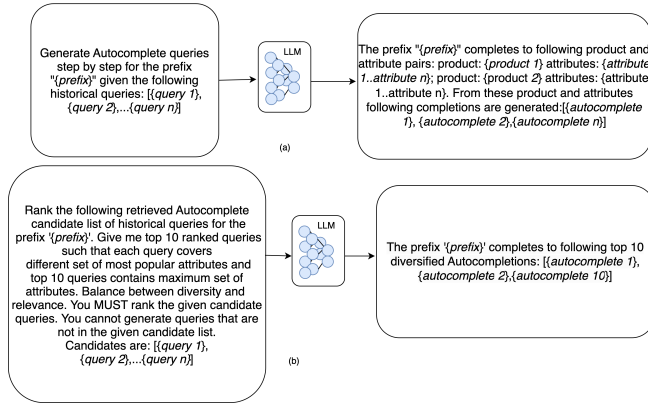 Generate Autocomplete queries
step by step for the prefix
"{prefix}" given the following
historical queries: [{query 1},
{query 2},...{query n}]
LLM
The prefix "{prefix}" completes to following product and
attribute pairs: product: {product 1} attributes: {attribute
1..attribute n}; product: {product 2} attributes: {attribute
1..attribute n}. From these product and attributes
following completions are generated:[{autocomplete
1}, {autocomplete 2},{autocomplete n}]
(a)
Rank the following retrieved Autocomplete
candidate list of historical queries for the
prefix '{prefix}'. Give me top 10 ranked queries
such that each query covers
different set of most popular attributes and
top 10 queries contains maximum set of
attributes. Balance between diversity and
relevance. You MUST rank the given candidate
queries. You cannot generate queries that are
not in the given candidate list.
Candidates are: [{query 1},
{query 2},...{query n}]
LLM
The prefix '{prefix}' completes to following top 10
diversified Autocompletions: [{autocomplete 1},
{autocomplete 2},{autocomplete 10}]
(b)